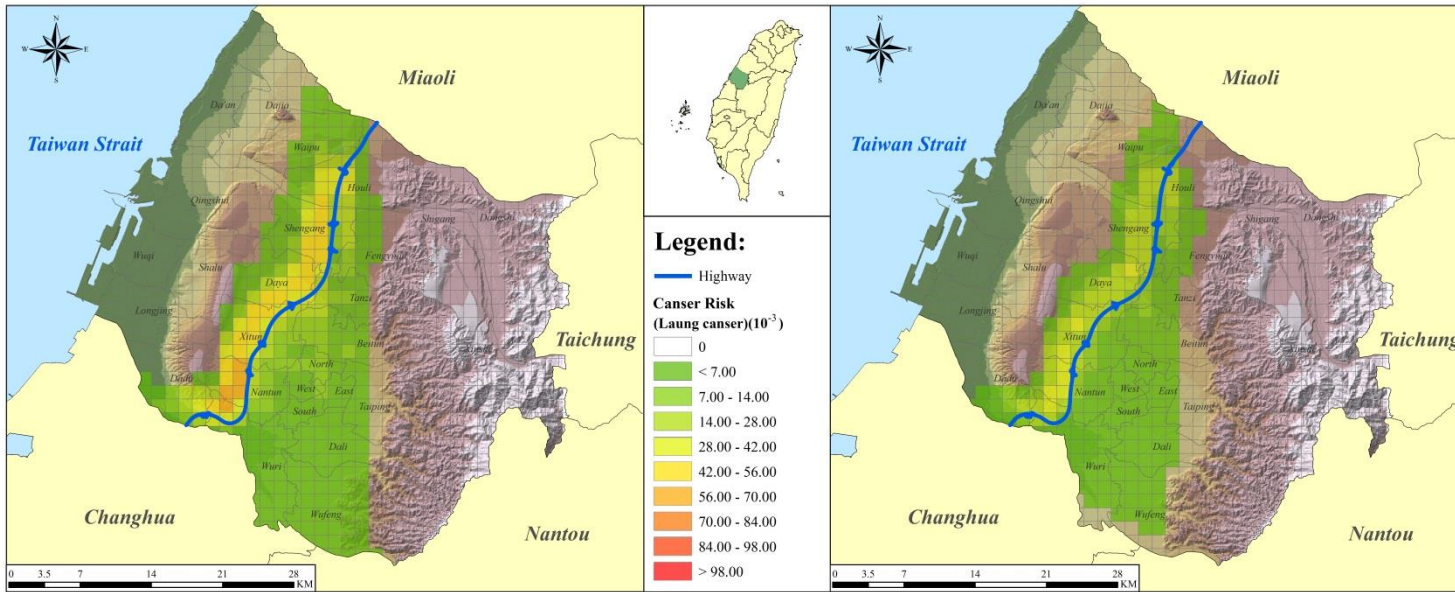 N
W
E
S
Miaoli
Taiwan Strait
Da'an
Dajia
Waipu
Houli
Qingshui
Shengang
Shigang
Dongshi
Wuqi
Shalu
Fengyuan
Daya
Tanzi
Longjing
Xitun
Beitun
Xinshe
Taichung
Dadu
North
Nantun
West
East
Taiping
South
Dali
Wuri
Changhua
Wufeng
Nantou
0 3.5 7 14 21 28
KM
Legend:
Highway
Canser Risk
(Laung canser)(10-3)
0
< 7.00
7.00 - 14.00
14.00 - 28.00
28.00 - 42.00
42.00 - 56.00
56.00 - 70.00
70.00 - 84.00
84.00 - 98.00
> 98.00
N
W
E
S
Miaoli
Taiwan Strait
Da'an
Dajia
Waipu
Houli
Qingshui
Shengang
Shigang
Dongshi
Wuqi
Shalu
Fengyuan
Daya
Tanzi
Longjing
Xitun
Beitun
Taichung
Dadu
North
Nantun
West
East
Taiping
South
Dali
Wuri
Changhua
Wufeng
Nantou
0 3.5 7 14 21 28
KM